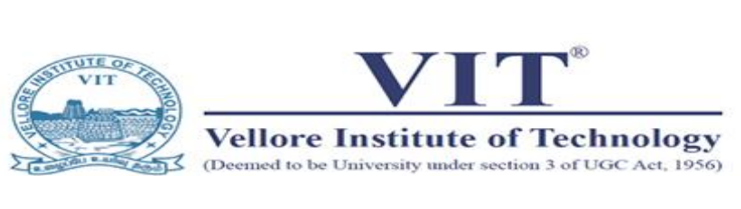 VELLORE INSTITUTE OF TECHNOLOGY
VIT
VIT®
Vellore Institute of Technology
(Deemed to be University under section 3 of UGC Act, 1956)